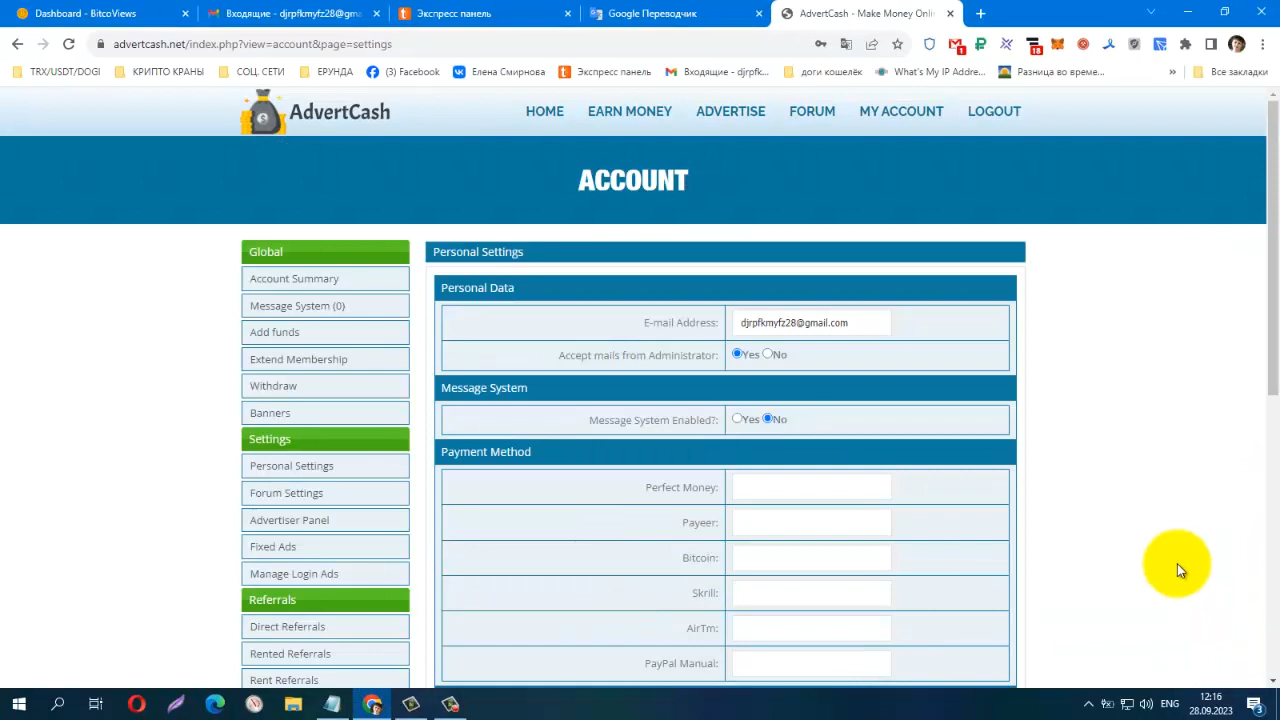 Dashboard - BitcoViews
Входящие - djrpfkmyfz28@gma
Экспресс панель
Google Переводчик
AdvertCash - Make Money Onlin
advertcash.net/index.php?view=account&page=settings
1
18
TRX/USDT/DOGI
КРИПТО КРАНЫ
СОЦ. СЕТИ
ЕРУНДА
(3) Facebook
Елена Смирнова
Экспресс панель
Входящие - djrpfk...
доги кошелёк
What's My IP Addre...
Разница во време...
»
Все закладки
AdvertCash
HOME
EARN MONEY
ADVERTISE
FORUM
MY ACCOUNT
LOGOUT
ACCOUNT
Global
Account Summary
Message System (0)
Add funds
Extend Membership
Withdraw
Banners
Settings
Personal Settings
Forum Settings
Advertiser Panel
Fixed Ads
Manage Login Ads
Referrals
Direct Referrals
Rented Referrals
Rent Referrals
Personal Settings
Personal Data
E-mail Address: djrpfkmyfz28@gmail.com
Accept mails from Administrator: Yes No
Message System
Message System Enabled?: Yes No
Payment Method
Perfect Money:
Payeer:
Bitcoin:
Skrill:
AirTm:
PayPal Manual:
ENG
12:16
28.09.2023
3